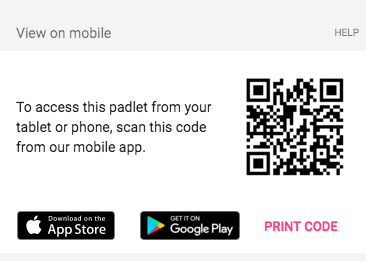 View on mobile
HELP
To access this padlet from your
tablet or phone, scan this code
from our mobile app.
Download on the
App Store
GET IT ON
Google Play
PRINT CODE